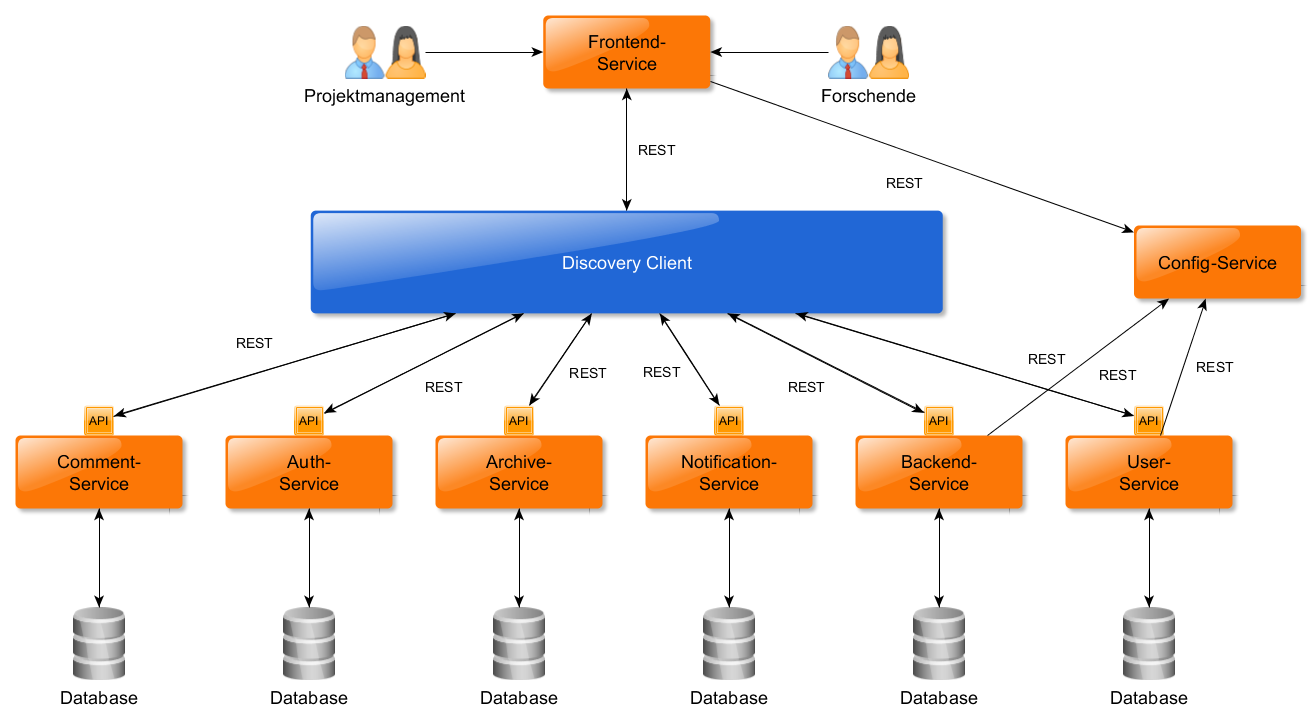 Frontend-
Service
Projektmanagement
Forschende
REST
REST
Discovery Client
Config-Service
REST
REST
REST
REST
REST
REST
REST
REST
API
API
API
API
API
API
Comment-
Service
Auth-
Service
Archive-
Service
Notification-
Service
Backend-
Service
User-
Service
Database
Database
Database
Database
Database
Database